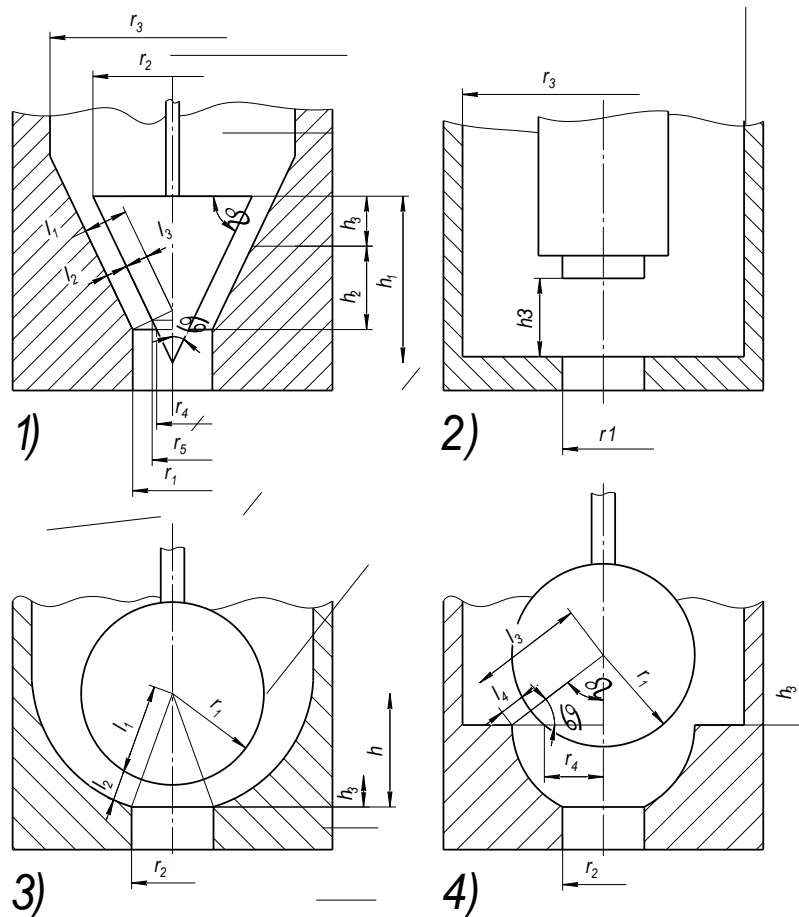 r₃
r₂
r₃
l₁
l₃
l₂
h₃
h₂
h₁
h3
r₄
r₅
r₁
1)
2)
r1
l₁
l₂
r₁
h
h₃
r₂
3)
l₃
l₄
r₁
r₄
h₃
r₂
4)